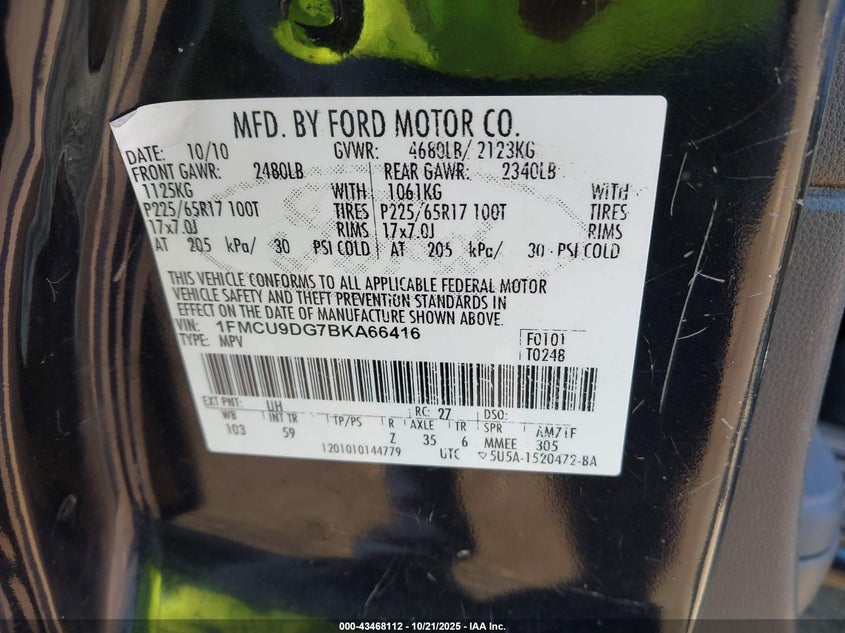 MFD. BY FORD MOTOR CO.
DATE: 10/10 GVWR: 4680LB/ 2123KG
FRONT GAWR: 2480LB REAR GAWR: 2340LB
1125KG WITH 1061KG WITH
P225/65R17 100T TIRES P225/65R17 100T TIRES
17x7.0J RIMS 17x7.0J RIMS
AT 205 kPa/ 30 PSI COLD AT 205 kPa/ 30 PSI COLD
THIS VEHICLE CONFORMS TO ALL APPLICABLE FEDERAL MOTOR
VEHICLE SAFETY AND THEFT PREVENTION STANDARDS IN
EFFECT ON THE DATE OF MANUFACTURE SHOWN ABOVE.
VIN: 1FMCU9DG7BKA66416 F0101
TYPE: MPV T0248
EXT PNT: UH RC: 27 DSO:
WB INT TR TP/PS R AXLE TR SPR AM71F
103 59 Z 35 6 MMEE 305
1201010144779 UTC ▽5U5A-1520472-BA
000-43468112 - 10/21/2025 - IAA Inc.